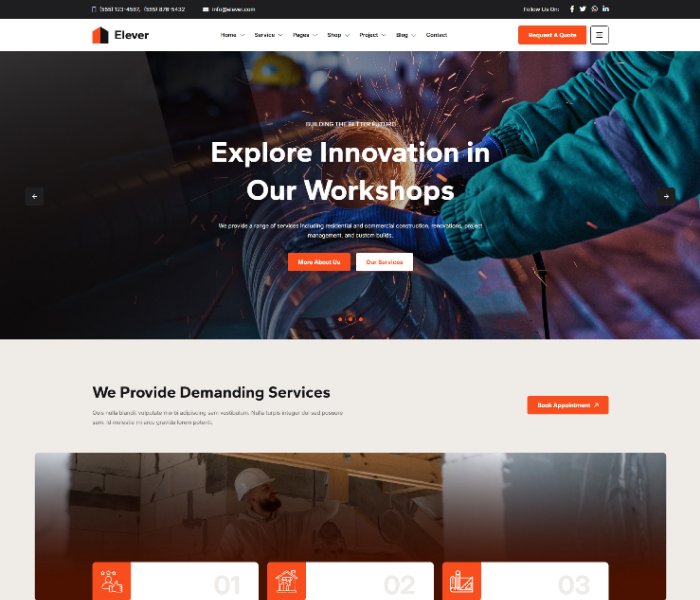 (555) 123-4567, (555) 878-5432
info@elever.com
Follow Us On:
Elever
Home
Service
Pages
Shop
Project
Blog
Contact
Request A Quote
BUILDING THE BETTER FUTURE
Explore Innovation in
Our Workshops
We provide a range of services including residential and commercial construction, renovations, project
management, and custom builds.
More About Us
Our Services
We Provide Demanding Services
Book Appointment
Duis nulla blandit vulputate morbi adipiscing sem vestibulum. Nulla turpis integer dui sed posuere
sem. Id molestie mi arcu gravida lorem potenti.
01
02
03